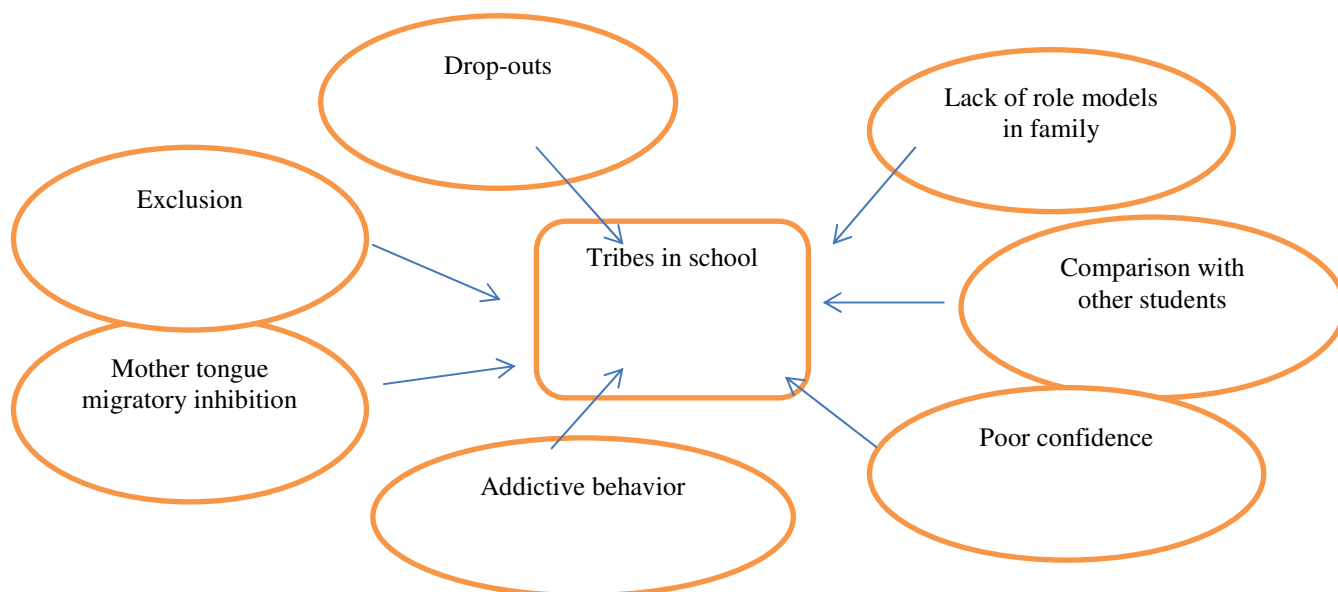 Drop-outs
Lack of role models
in family
Exclusion
Tribes in school
Comparison with
other students
Mother tongue
migratory inhibition
Poor confidence
Addictive behavior